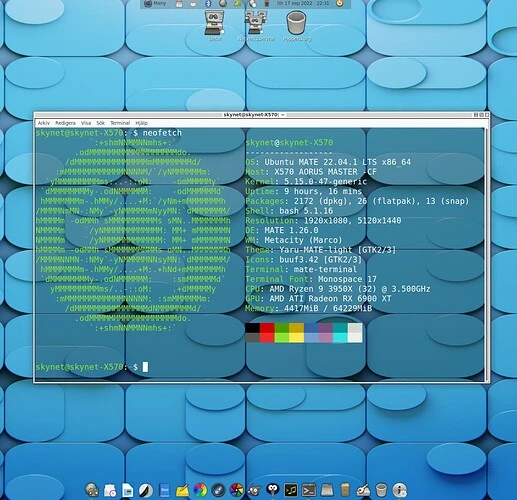 Meny
lör 17 sep 2022 22:31
Dator
Papperskorg
skynet@skynet-X570: ~
Arkiv Redigera Visa Sök Terminal Hjälp
skynet@skynet-X570:~$ neofetch
skynet@skynet-X570
------------------
OS: Ubuntu MATE 22.04.1 LTS x86_64
Host: X570 AORUS MASTER -CF
Kernel: 5.15.0-47-generic
Uptime: 9 hours, 16 mins
Packages: 2172 (dpkg), 26 (flatpak), 13 (snap)
Shell: bash 5.1.16
Resolution: 1920x1080, 5120x1440
DE: MATE 1.26.0
WM: Metacity (Marco)
Theme: Yaru-MATE-light [GTK2/3]
Icons: buuf3.42 [GTK2/3]
Terminal: mate-terminal
Terminal Font: Monospace 17
CPU: AMD Ryzen 9 3950X (32) @ 3.500GHz
GPU: AMD ATI Radeon RX 6900 XT
Memory: 4417MiB / 64229MiB
skynet@skynet-X570:~$